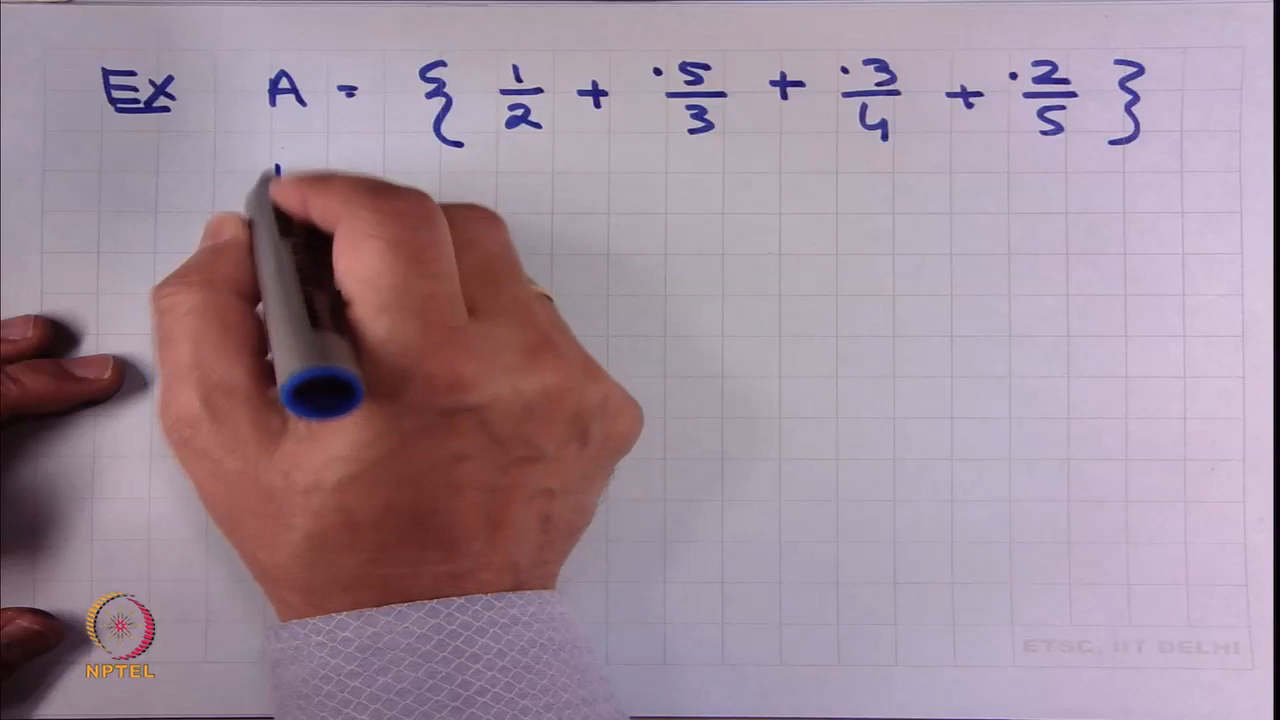 Ex A = { 1/2 + .5/3 + .3/4 + .2/5 }
NPTEL
ETSC, IIT DELHI